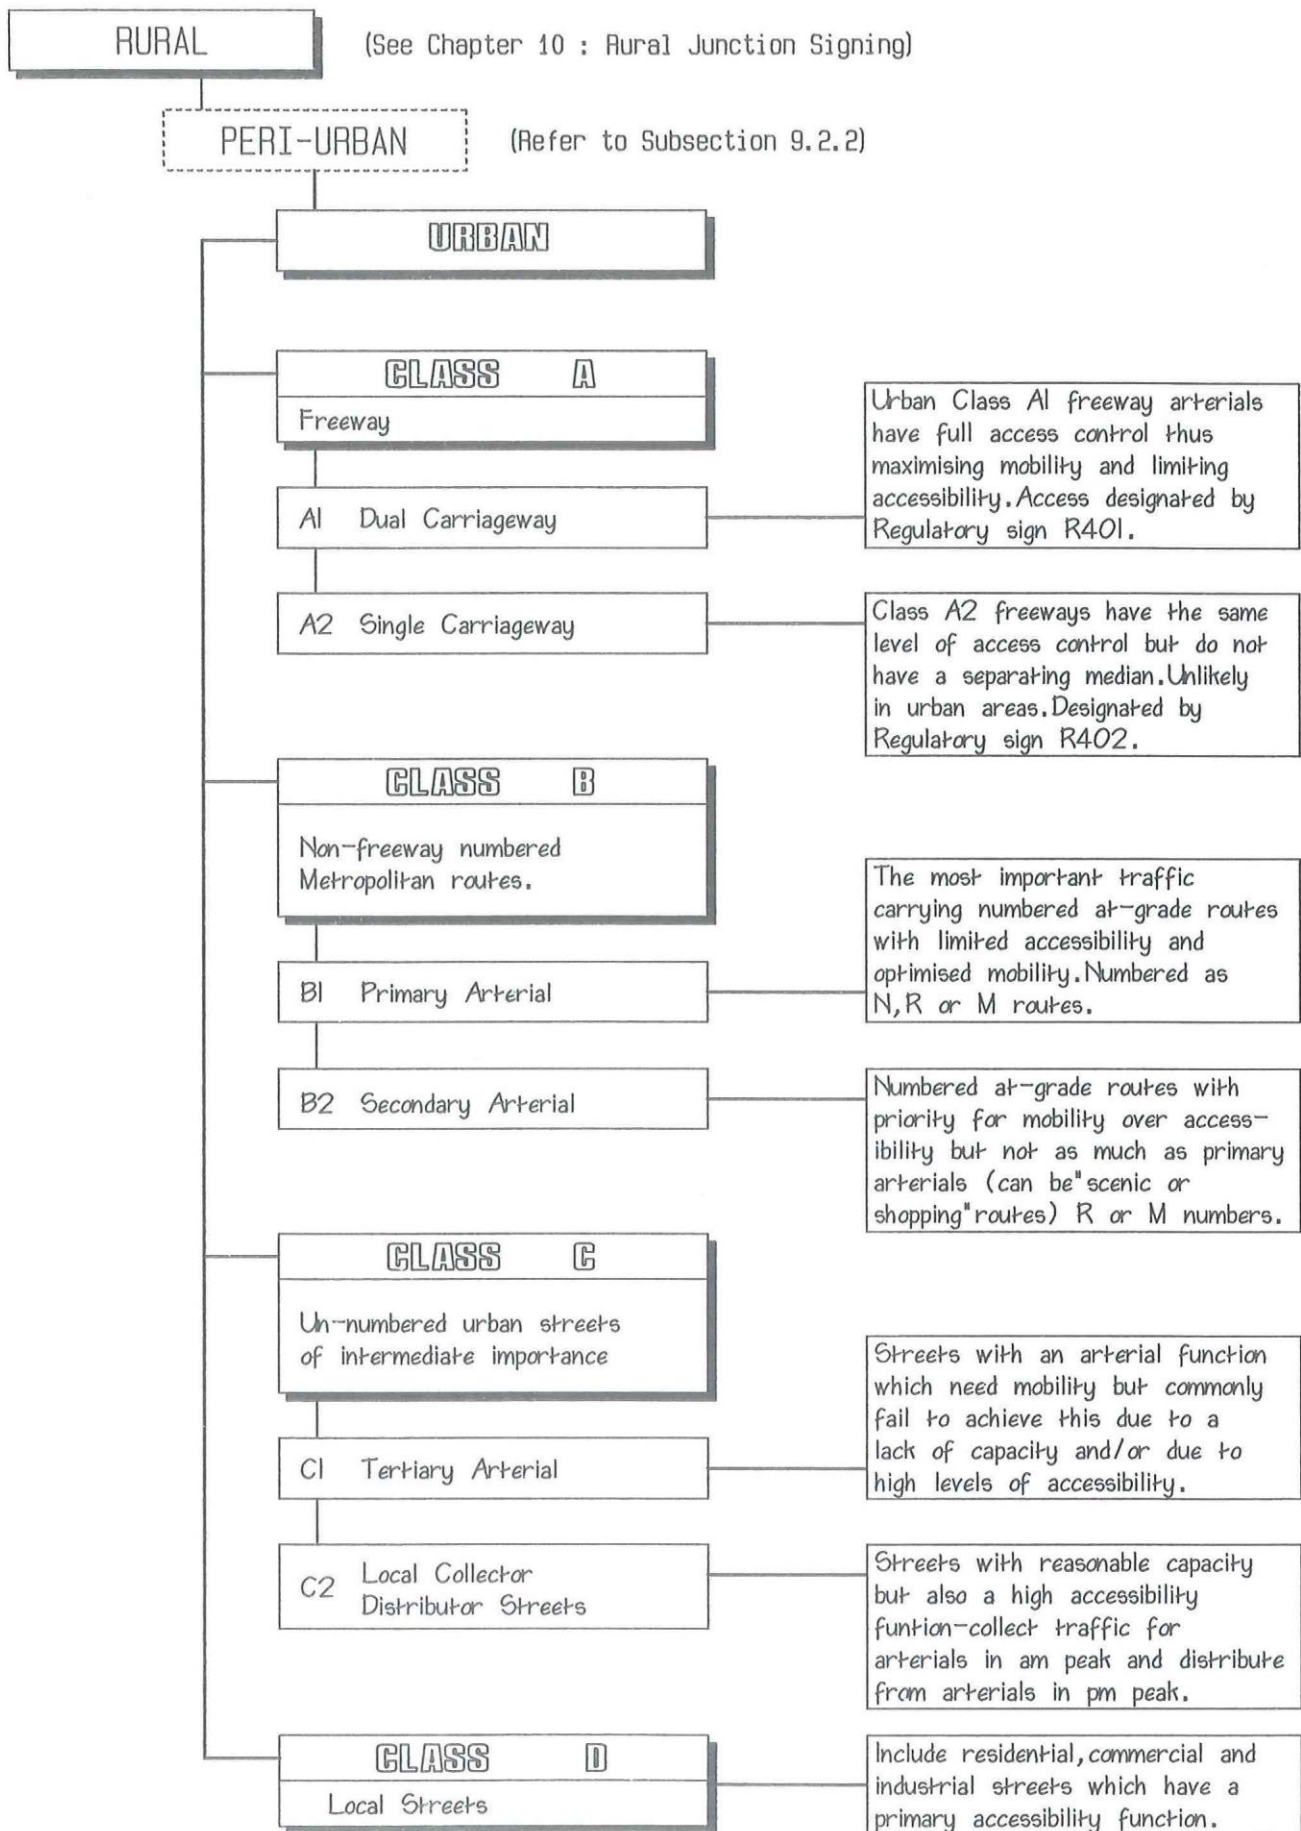 RURAL
(See Chapter 10 : Rural Junction Signing)
PERI-URBAN
(Refer to Subsection 9.2.2)
URBAN
CLASS A
Freeway
A1 Dual Carriageway
Urban Class A1 freeway arterials
have full access control thus
maximising mobility and limiting
accessibility.Access designated by
Regulatory sign R401.
A2 Single Carriageway
Class A2 freeways have the same
level of access control but do not
have a separating median.Unlikely
in urban areas.Designated by
Regulatory sign R402.
CLASS B
Non-freeway numbered
Metropolitan routes.
B1 Primary Arterial
The most important traffic
carrying numbered at-grade routes
with limited accessibility and
optimised mobility.Numbered as
N,R or M routes.
B2 Secondary Arterial
Numbered at-grade routes with
priority for mobility over access-
ibility but not as much as primary
arterials (can be"scenic or
shopping"routes) R or M numbers.
CLASS C
Un-numbered urban streets
of intermediate importance
C1 Tertiary Arterial
Streets with an arterial function
which need mobility but commonly
fail to achieve this due to a
lack of capacity and/or due to
high levels of accessibility.
C2 Local Collector
Distributor Streets
Streets with reasonable capacity
but also a high accessibility
funtion-collect traffic for
arterials in am peak and distribute
from arterials in pm peak.
CLASS D
Local Streets
Include residential,commercial and
industrial streets which have a
primary accessibility function.